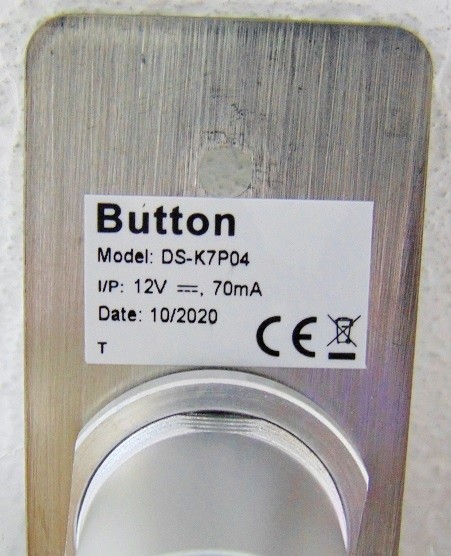 Button
Model: DS-K7P04
I/P: 12V ⎓, 70mA
Date: 10/2020
T
CE